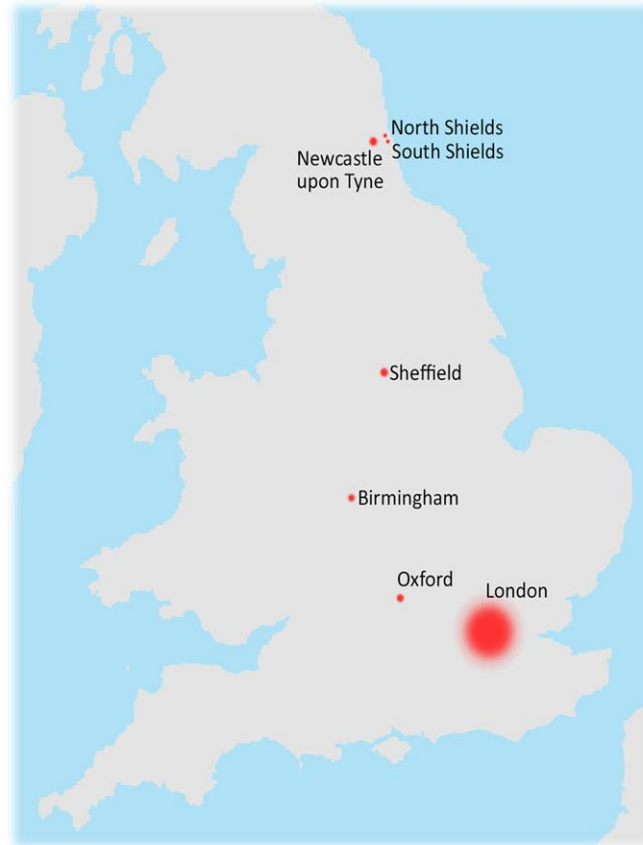 North Shields
South Shields
Newcastle
upon Tyne
Sheffield
Birmingham
Oxford
London